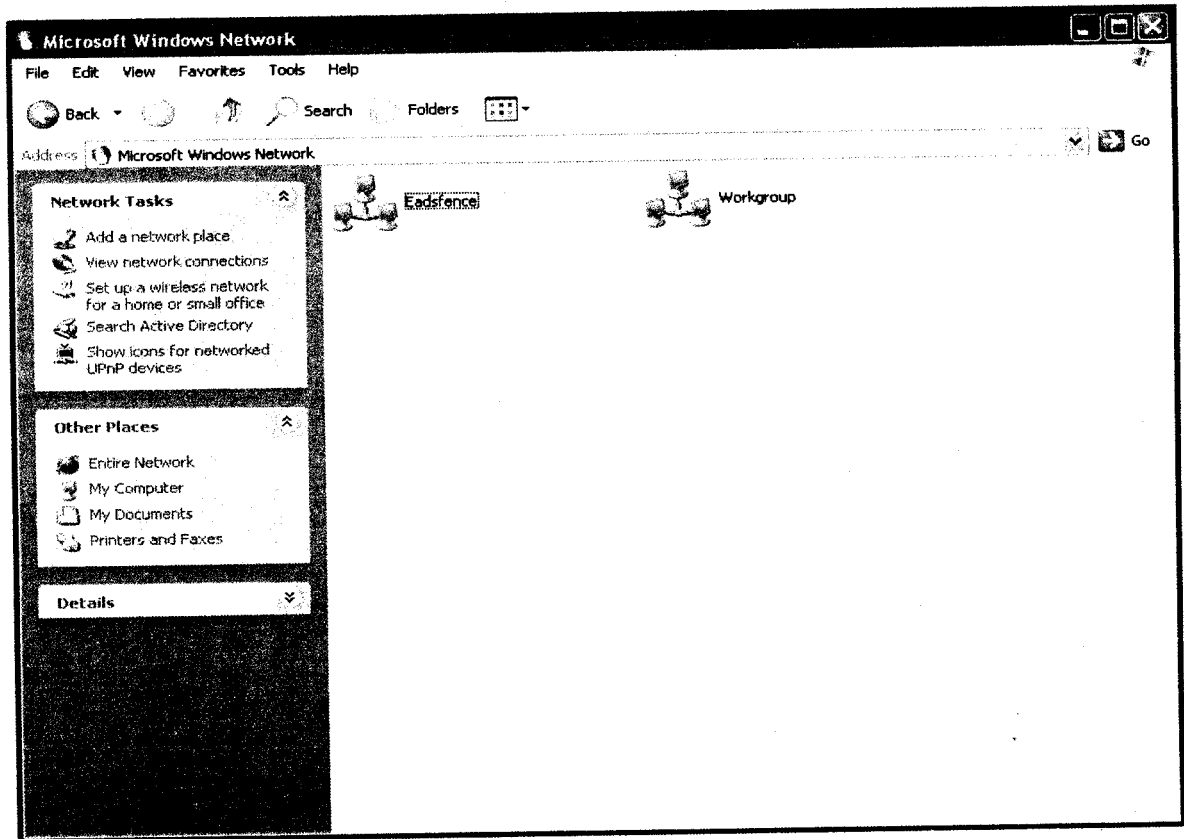 Microsoft Windows Network
File Edit View Favorites Tools Help
Back Search Folders
Address Microsoft Windows Network Go
Network Tasks
Add a network place
View network connections
Set up a wireless network
for a home or small office
Search Active Directory
Show icons for networked
UPnP devices
Other Places
Entire Network
My Computer
My Documents
Printers and Faxes
Details
Eadsfence
Workgroup